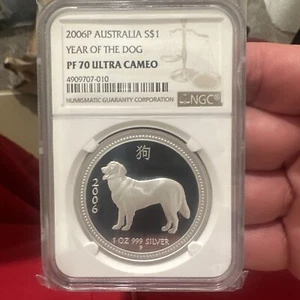 2006P AUSTRALIA S$1
YEAR OF THE DOG
PF 70 ULTRA CAMEO
4909707-010
NUMISMATIC GUARANTY CORPORATION
NGC
狗
2006
1 OZ 999 SILVER
P